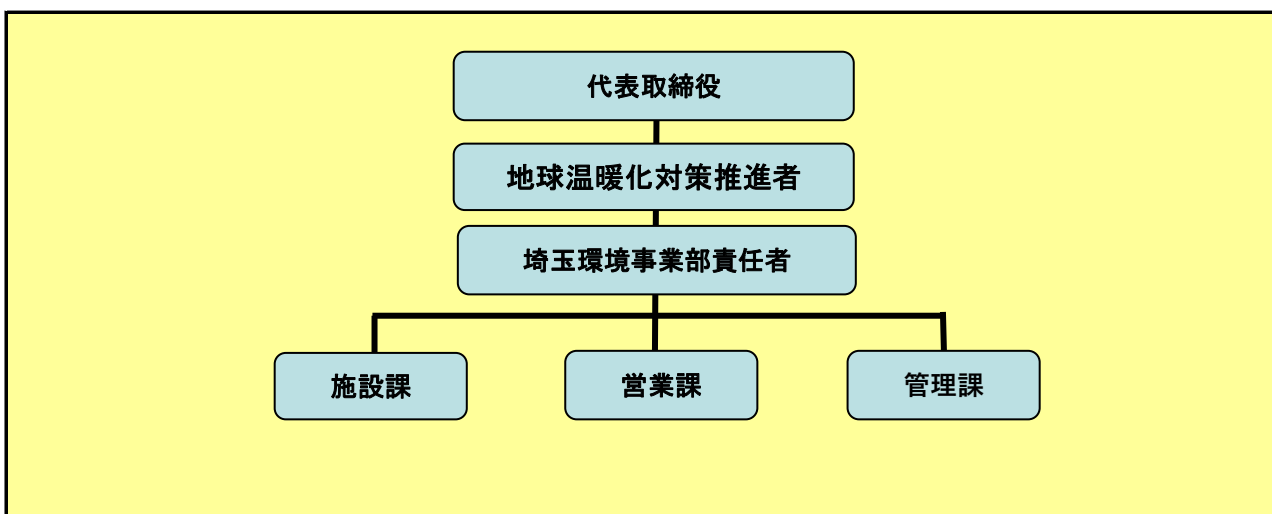 代表取締役
地球温暖化対策推進者
埼玉環境事業部責任者
施設課
営業課
管理課